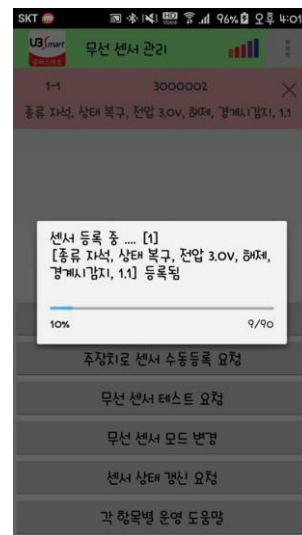 SKT 96% 오후 4:01
UBSmart 무선 센서 관리
1-1 3000002
종류 자석, 상태 복구, 전압 3.0V, 해제, 경계시감지, 1.1
센서 등록 중 .... [1]
[종류 자석, 상태 복구, 전압 3.0V, 해제,
경계시감지, 1.1] 등록됨
10% 9/90
주장치로 센서 수동등록 요청
무선 센서 테스트 요청
무선 센서 모드 변경
센서 상태 갱신 요청
각 항목별 운영 도움말